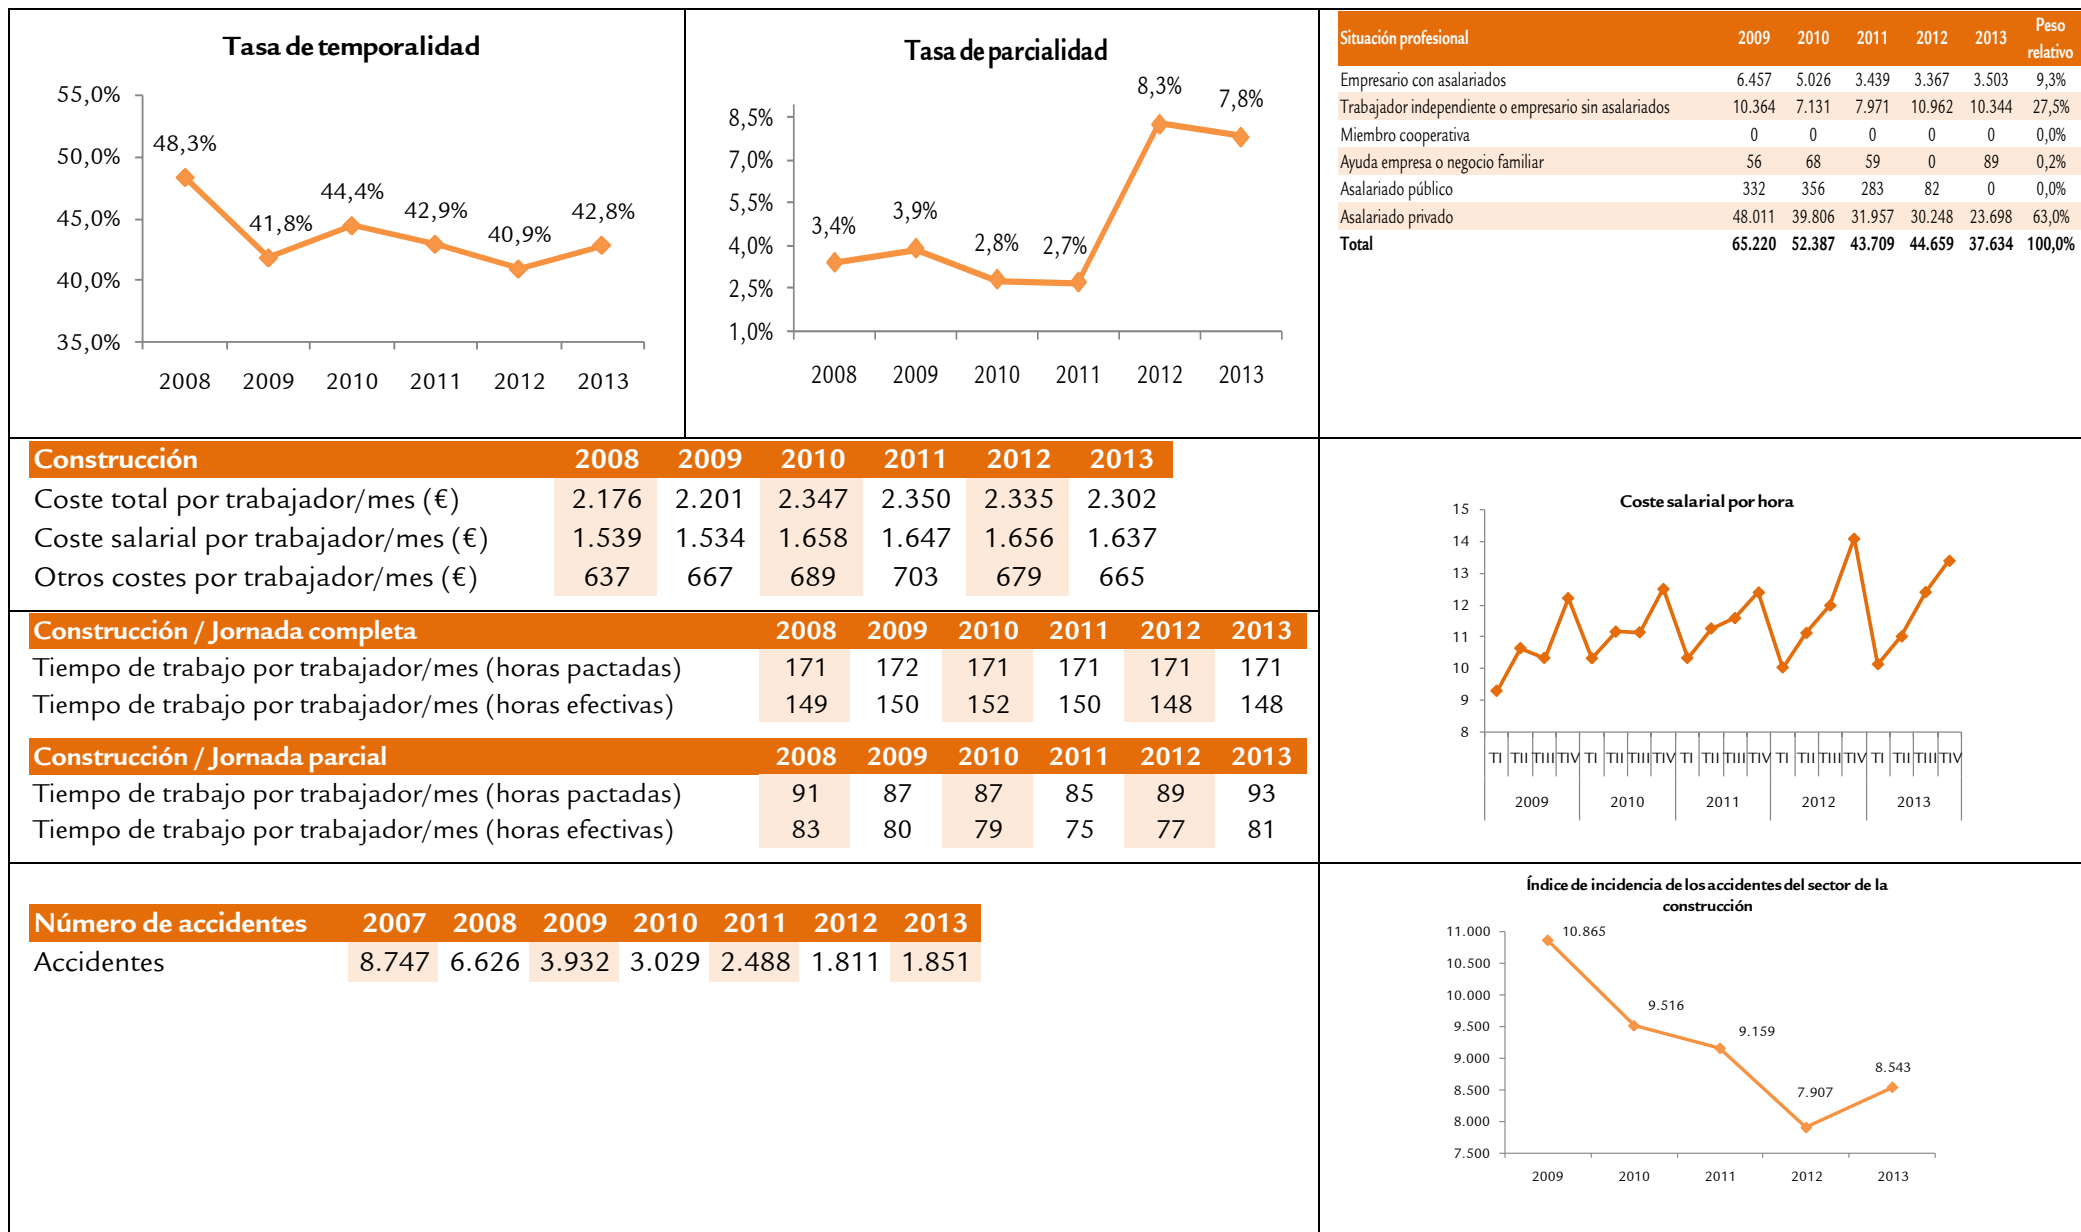 Tasa de temporalidad
55,0%
50,0%
45,0%
40,0%
35,0%
48,3%
41,8%
44,4%
42,9%
40,9%
42,8%
2008 2009 2010 2011 2012 2013
Tasa de parcialidad
8,5%
7,0%
5,5%
4,0%
2,5%
1,0%
3,4%
3,9%
2,8%
2,7%
8,3%
7,8%
2008 2009 2010 2011 2012 2013
Situación profesional 2009 2010 2011 2012 2013 Peso relativo
Empresario con asalariados 6.457 5.026 3.439 3.367 3.503 9,3%
Trabajador independiente o empresario sin asalariados 10.364 7.131 7.971 10.962 10.344 27,5%
Miembro cooperativa 0 0 0 0 0 0,0%
Ayuda empresa o negocio familiar 56 68 59 0 89 0,2%
Asalariado público 332 356 283 82 0 0,0%
Asalariado privado 48.011 39.806 31.957 30.248 23.698 63,0%
Total 65.220 52.387 43.709 44.659 37.634 100,0%
Construcción 2008 2009 2010 2011 2012 2013
Coste total por trabajador/mes (€) 2.176 2.201 2.347 2.350 2.335 2.302
Coste salarial por trabajador/mes (€) 1.539 1.534 1.658 1.647 1.656 1.637
Otros costes por trabajador/mes (€) 637 667 689 703 679 665
Construcción / Jornada completa 2008 2009 2010 2011 2012 2013
Tiempo de trabajo por trabajador/mes (horas pactadas) 171 172 171 171 171 171
Tiempo de trabajo por trabajador/mes (horas efectivas) 149 150 152 150 148 148
Construcción / Jornada parcial 2008 2009 2010 2011 2012 2013
Tiempo de trabajo por trabajador/mes (horas pactadas) 91 87 87 85 89 93
Tiempo de trabajo por trabajador/mes (horas efectivas) 83 80 79 75 77 81
Coste salarial por hora
15
14
13
12
11
10
9
8
TI TII TIII TIV TI TII TIII TIV TI TII TIII TIV TI TII TIII TIV TI TII TIII TIV
2009 2010 2011 2012 2013
Número de accidentes 2007 2008 2009 2010 2011 2012 2013
Accidentes 8.747 6.626 3.932 3.029 2.488 1.811 1.851
Índice de incidencia de los accidentes del sector de la
construcción
11.000
10.500
10.000
9.500
9.000
8.500
8.000
7.500
10.865
9.516
9.159
7.907
8.543
2009 2010 2011 2012 2013